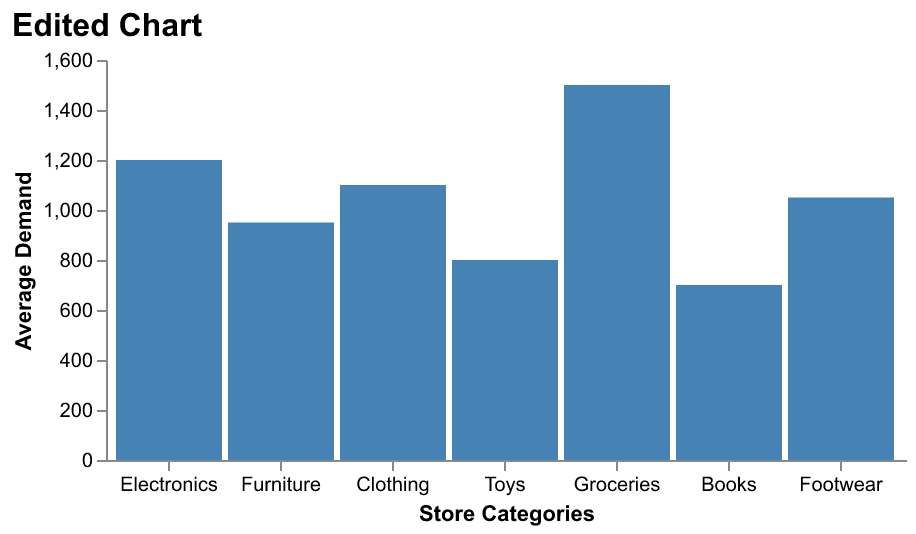 Edited Chart
1,600
1,400
1,200
1,000
800
600
400
200
0
Average Demand
Electronics Furniture Clothing Toys Groceries Books Footwear
Store Categories